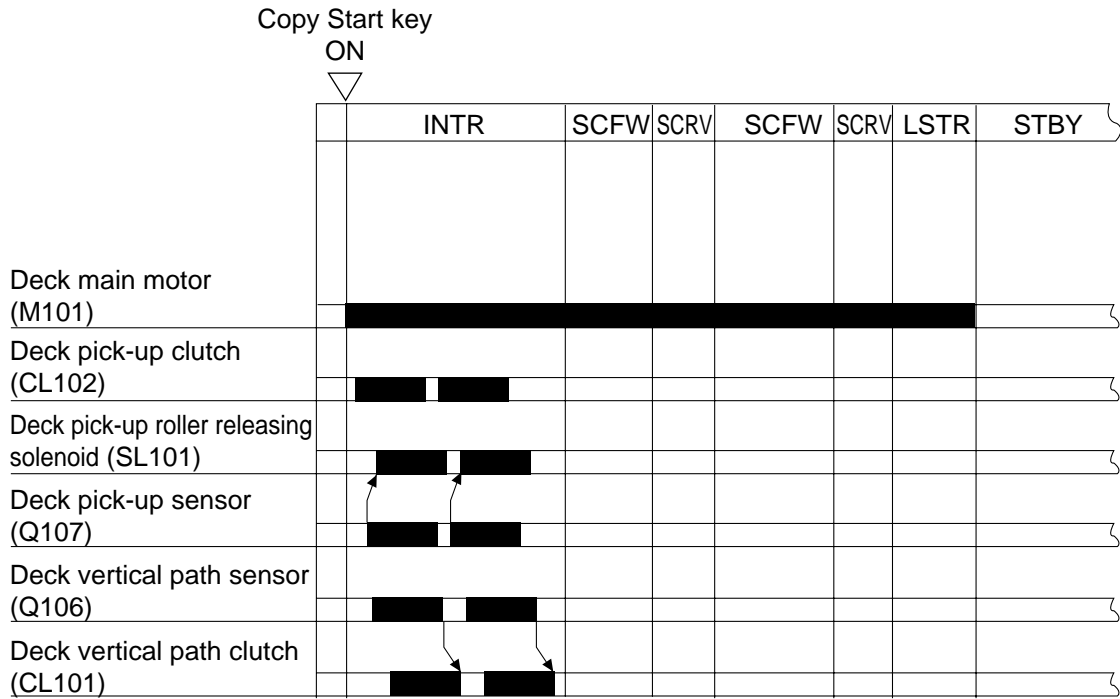 Copy Start key
ON
INTR SCFW SCRV SCFW SCRV LSTR STBY
Deck main motor
(M101)
Deck pick-up clutch
(CL102)
Deck pick-up roller releasing
solenoid (SL101)
Deck pick-up sensor
(Q107)
Deck vertical path sensor
(Q106)
Deck vertical path clutch
(CL101)